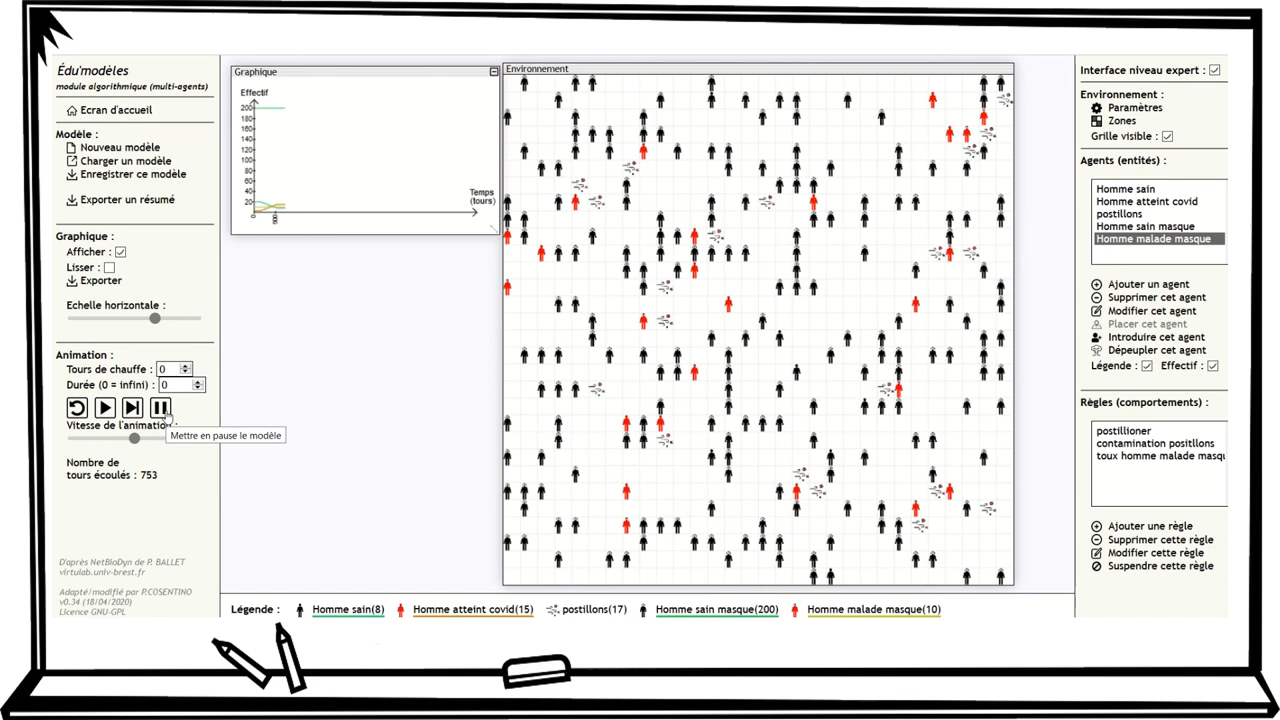 Édu'modèles
module algorithmique (multi-agents)
Ecran d'accueil
Modèle :
Nouveau modèle
Charger un modèle
Enregistrer ce modèle
Exporter un résumé
Graphique :
Afficher :
Lisser :
Exporter
Echelle horizontale :
Animation :
Tours de chauffe : 0
Durée (0 = infini) : 0
Vitesse de l'animation :
Mettre en pause le modèle
Nombre de
tours écoulés : 753
D'après NetBioDyn de P. BALLET
virtulab.univ-brest.fr
Adapté/modifié par P.COSENTINO
v0.34 (18/04/2020)
Licence GNU-GPL
Graphique
Effectif
200
180
160
140
120
100
80
60
40
20
0
500
Temps
(tours)
Environnement
Légende :
Homme sain(8)
Homme atteint covid(15)
postillons(17)
Homme sain masque(200)
Homme malade masque(10)
Interface niveau expert :
Environnement :
Paramètres
Zones
Grille visible :
Agents (entités) :
Homme sain
Homme atteint covid
postillons
Homme sain masque
Homme malade masque
Ajouter un agent
Supprimer cet agent
Modifier cet agent
Placer cet agent
Introduire cet agent
Dépeupler cet agent
Légende : Effectif :
Règles (comportements) :
postillioner
contamination positllons
toux homme malade masqu
Ajouter une règle
Supprimer cette règle
Modifier cette règle
Suspendre cette règle